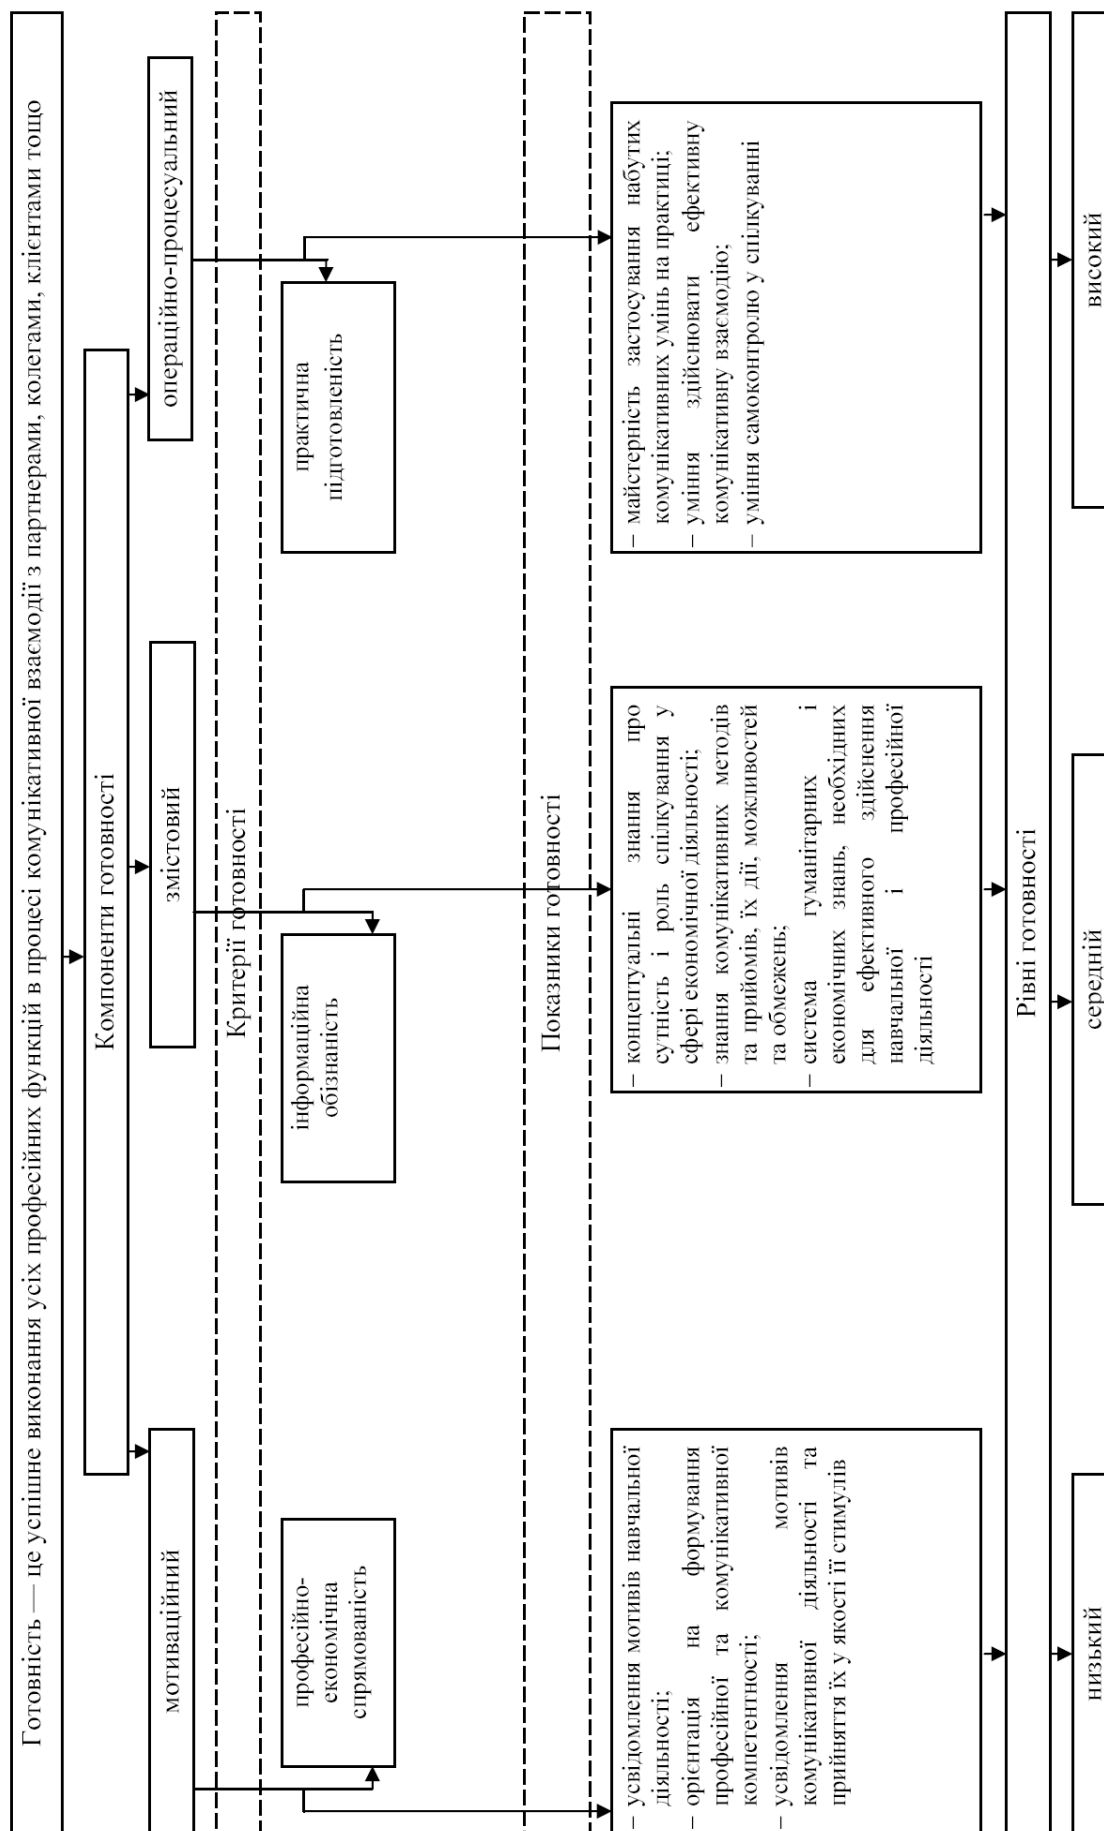 Готовність — це успішне виконання усіх професійних функцій в процесі комунікативної взаємодії з партнерами, колегами, клієнтами тощо
Компоненти готовності
мотиваційний
змістовий
операційно-процесуальний
Критерії готовності
професійно-
економічна
спрямованість
інформаційна
обізнаність
практична
підготовленість
Показники готовності
– усвідомлення мотивів навчальної
діяльності;
– орієнтація на формування
професійної та комунікативної
компетентності;
– усвідомлення мотивів
комунікативної діяльності та
прийняття їх у якості її стимулів
– концептуальні знання про
сутність і роль спілкування у
сфері економічної діяльності;
– знання комунікативних методів
та прийомів, їх дії, можливостей
та обмежень;
– система гуманітарних і
економічних знань, необхідних
для ефективного здійснення
навчальної і професійної
діяльності
– майстерність застосування набутих
комунікативних умінь на практиці;
– уміння здійснювати ефективну
комунікативну взаємодію;
– уміння самоконтролю у спілкуванні
Рівні готовності
низький
середній
високий